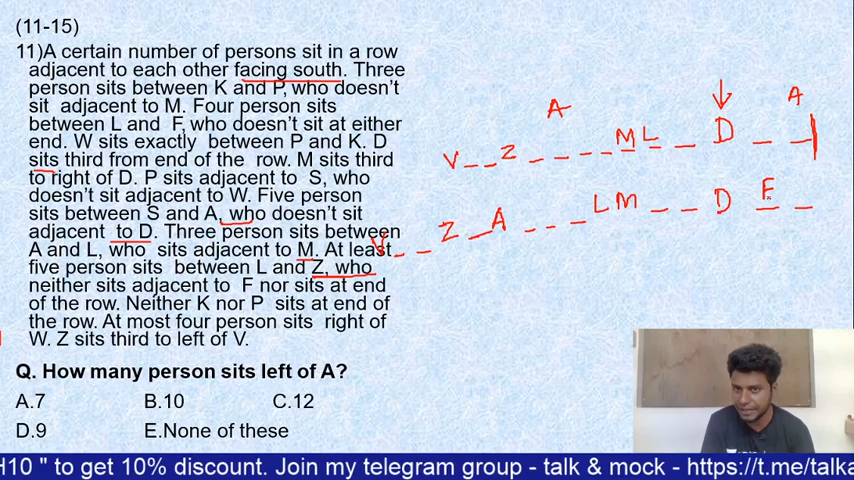 (11-15)
11)A certain number of persons sit in a row
adjacent to each other facing south. Three
person sits between K and P, who doesn't
sit adjacent to M. Four person sits
between L and F, who doesn't sit at either
end. W sits exactly between P and K. D
sits third from end of the row. M sits third
to right of D. P sits adjacent to S, who
doesn't sit adjacent to W. Five person
sits between S and A, who doesn't sit
adjacent to D. Three person sits between
A and L, who sits adjacent to M. At least
five person sits between L and Z, who
neither sits adjacent to F nor sits at end
of the row. Neither K nor P sits at end of
the row. At most four person sits right of
W. Z sits third to left of V.
Q. How many person sits left of A?
A.7 B.10 C.12
D.9 E.None of these
A A
V _ _ Z _ _ _ _ M L _ D _ _
V _ _ Z _ A _ _ _ L M _ _ D F _
H10 " to get 10% discount. Join my telegram group - talk & mock - https://t.me/talka